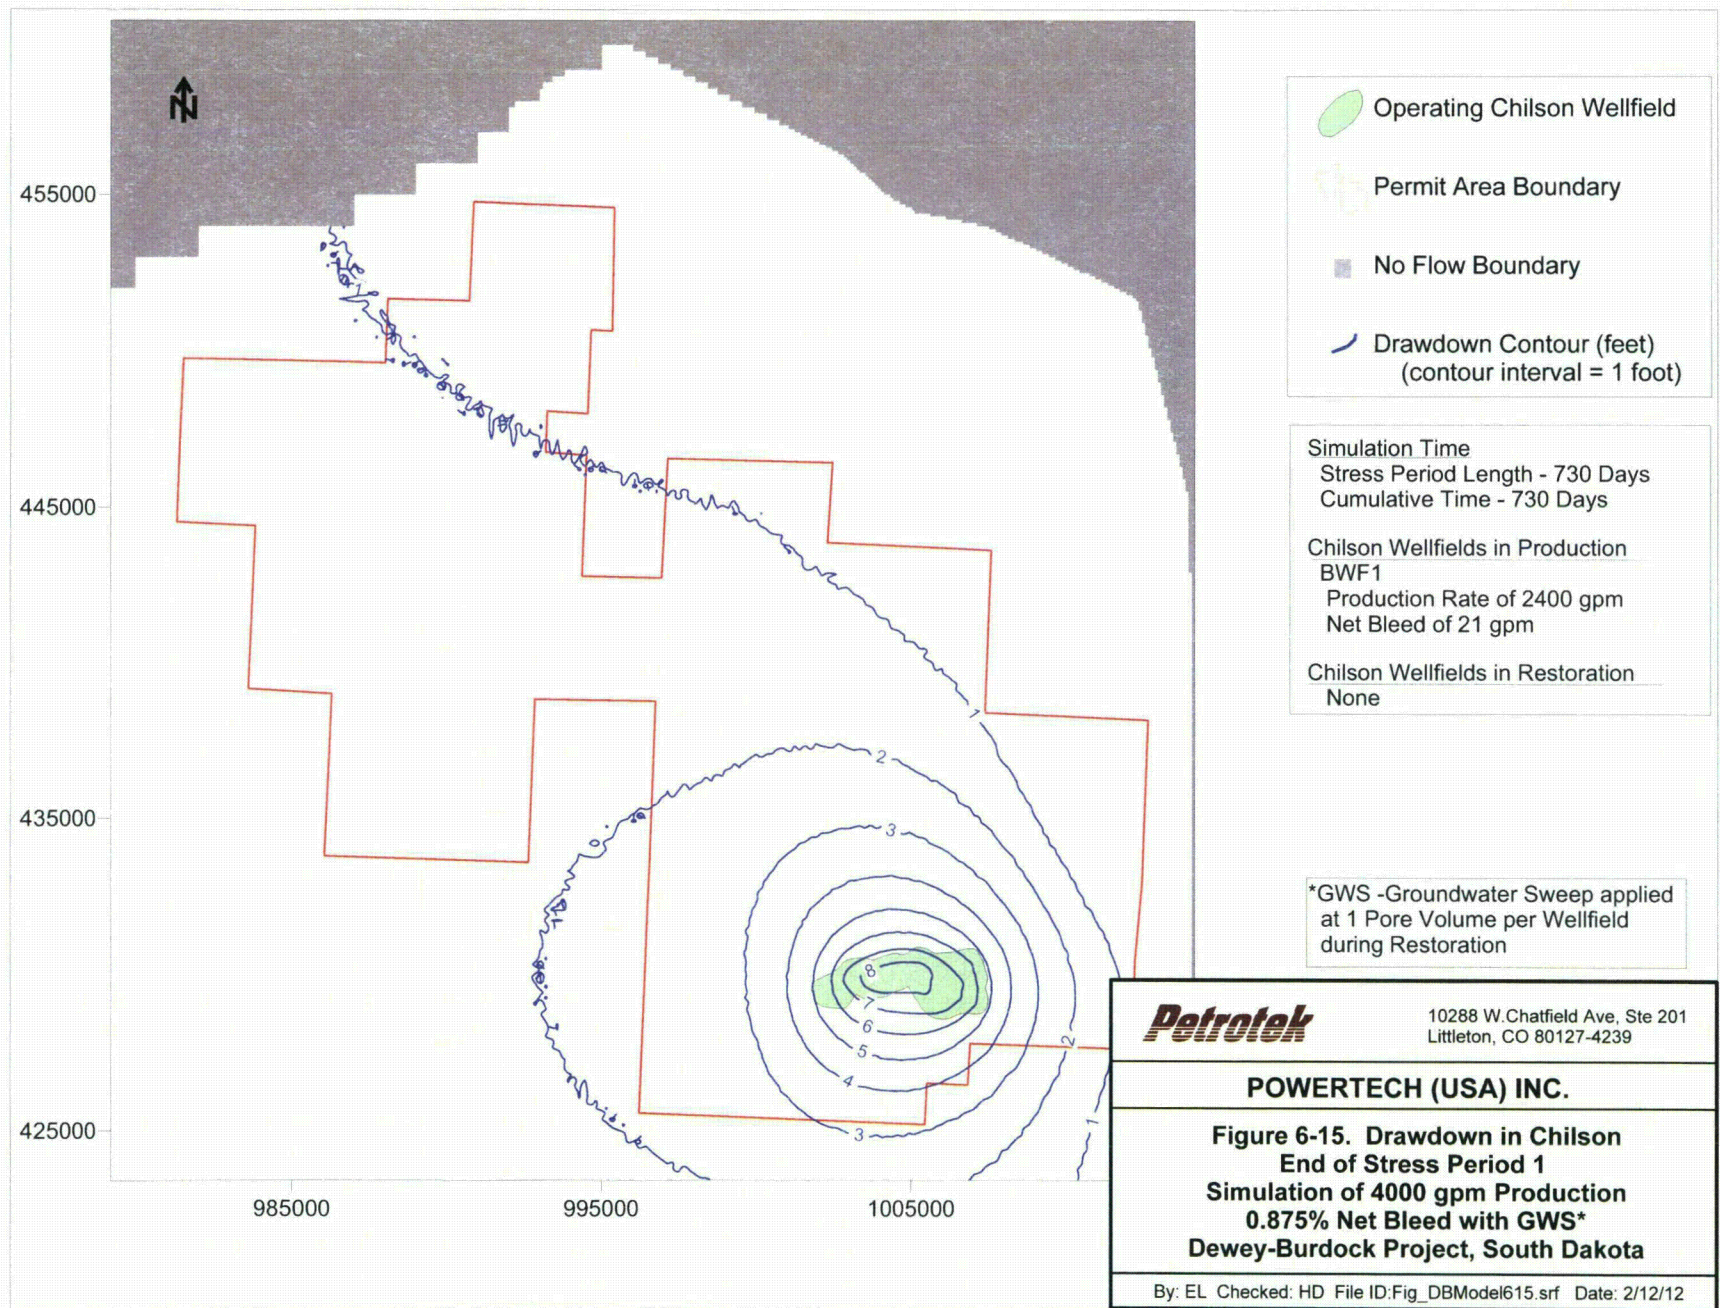 N
455000
445000
435000
425000
985000
995000
1005000
1
1
2
3
8
7
6
5
4
3
2
1
Operating Chilson Wellfield
Permit Area Boundary
No Flow Boundary
Drawdown Contour (feet)
(contour interval = 1 foot)
Simulation Time
Stress Period Length - 730 Days
Cumulative Time - 730 Days
Chilson Wellfields in Production
BWF1
Production Rate of 2400 gpm
Net Bleed of 21 gpm
Chilson Wellfields in Restoration
None
*GWS -Groundwater Sweep applied
at 1 Pore Volume per Wellfield
during Restoration
Petrotek
10288 W.Chatfield Ave, Ste 201
Littleton, CO 80127-4239
POWERTECH (USA) INC.
Figure 6-15. Drawdown in Chilson
End of Stress Period 1
Simulation of 4000 gpm Production
0.875% Net Bleed with GWS*
Dewey-Burdock Project, South Dakota
By: EL Checked: HD File ID:Fig_DBModel615.srf Date: 2/12/12